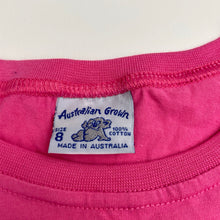 Australian Grown
SIZE 8
100% COTTON
MADE IN AUSTRALIA